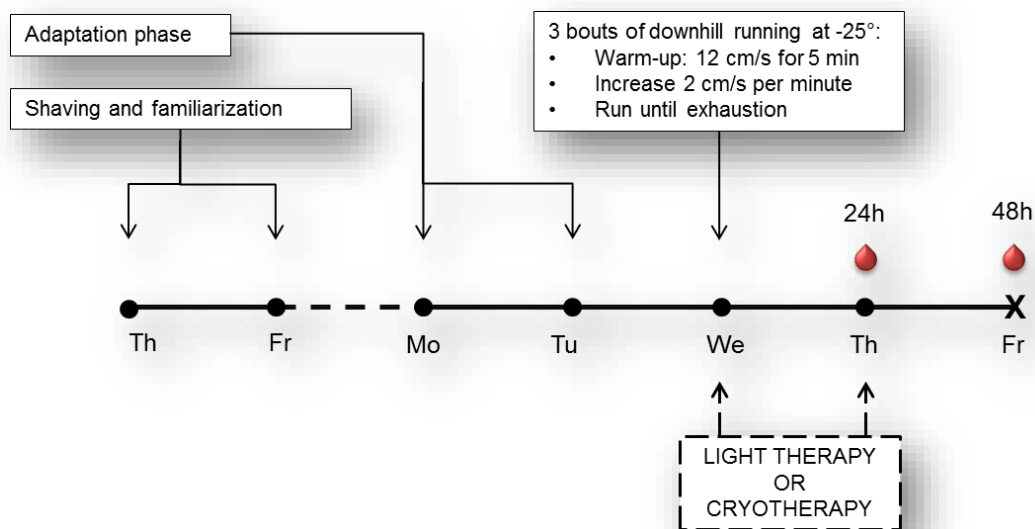 Adaptation phase
Shaving and familiarization
3 bouts of downhill running at -25°:
• Warm-up: 12 cm/s for 5 min
• Increase 2 cm/s per minute
• Run until exhaustion
24h
48h
X
Th
Fr
Mo
Tu
We
Th
Fr
LIGHT THERAPY
OR
CRYOTHERAPY